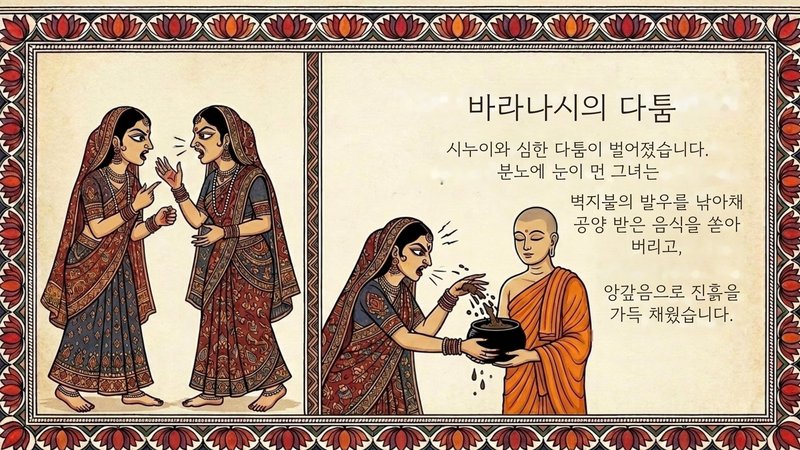 바라나시의 다툼
시누이와 심한 다툼이 벌어졌습니다.
분노에 눈이 먼 그녀는
벽지불의 발우를 낚아채
공양 받은 음식을 쏟아
버리고,
앙갚음으로 진흙을
가득 채웠습니다.